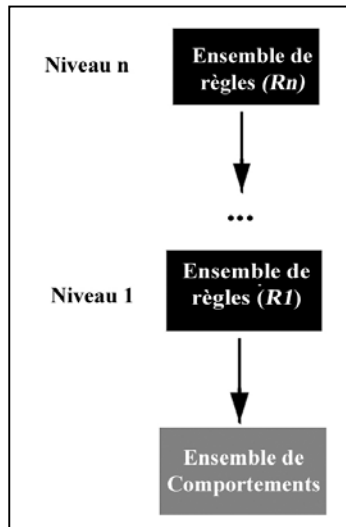 Niveau n
Ensemble de
règles (Rn)
...
Niveau 1
Ensemble de
règles (R1)
Ensemble de
Comportements